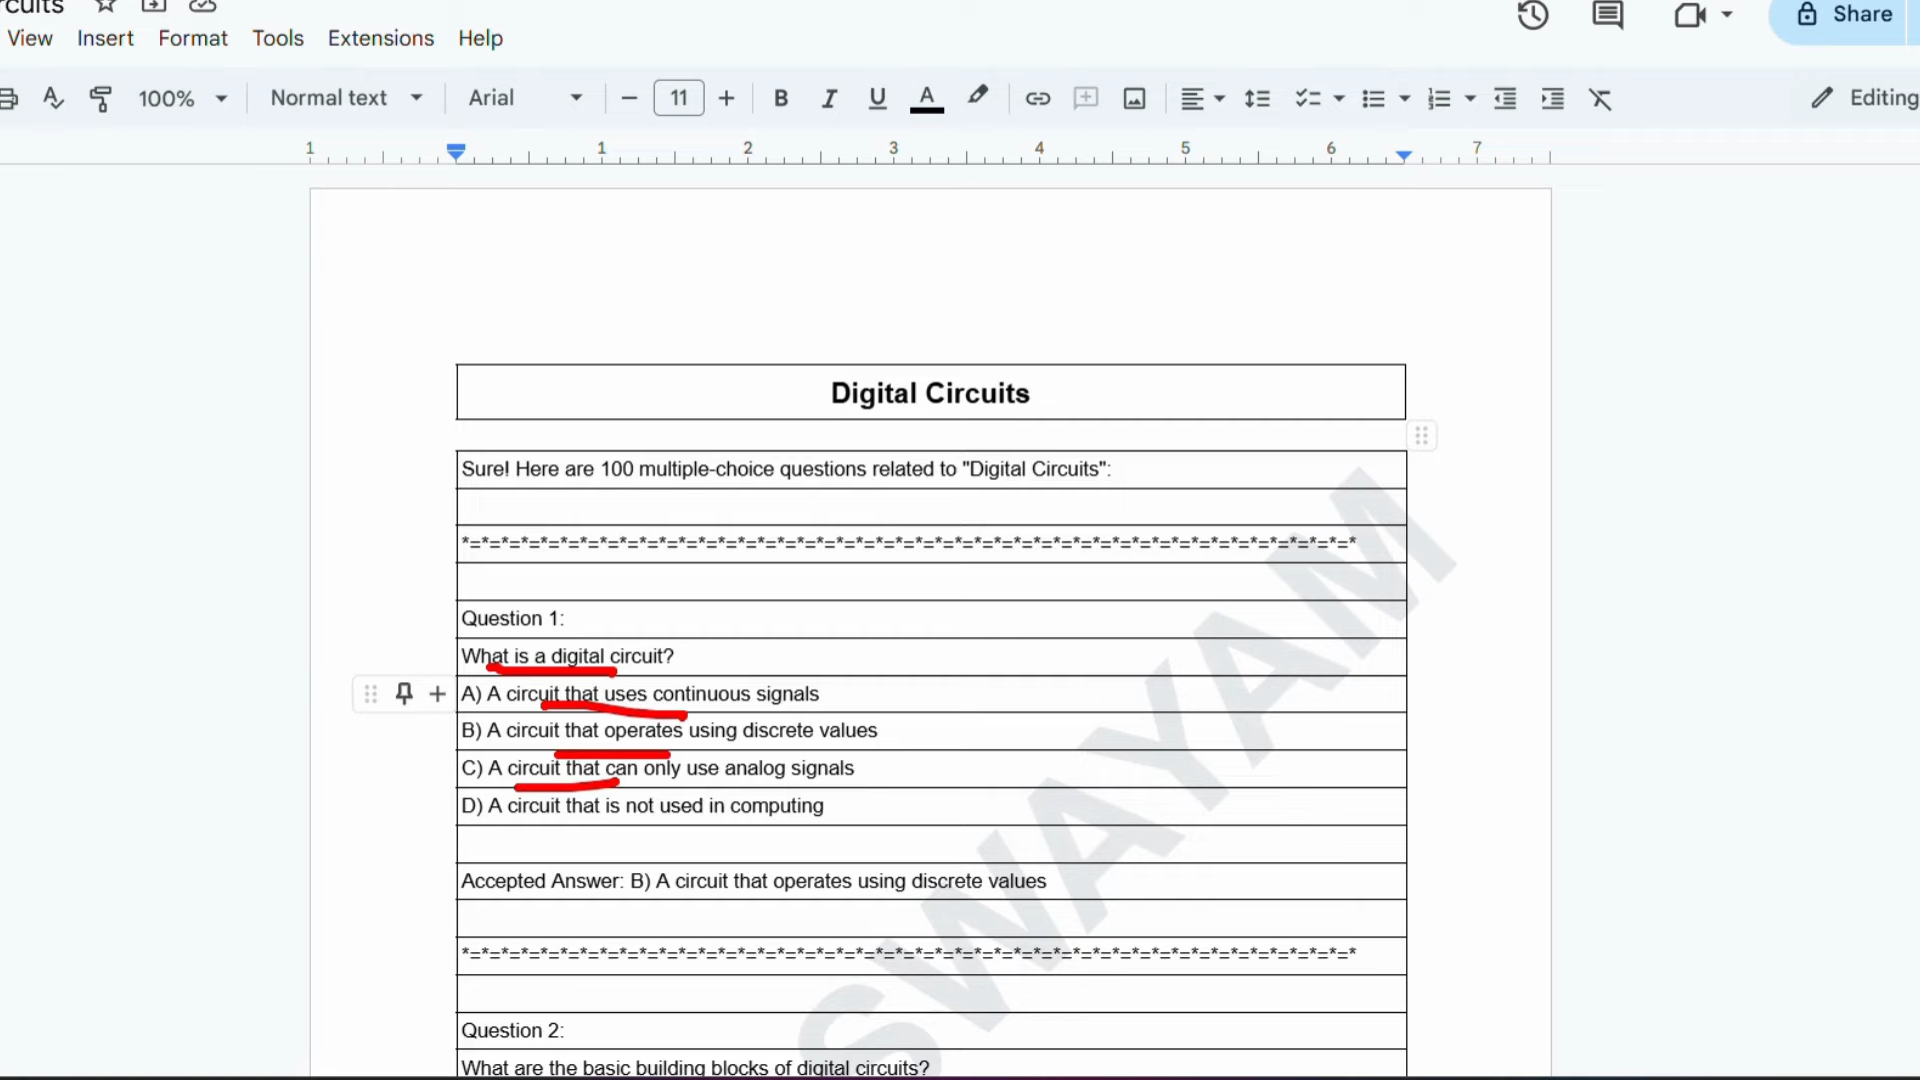 rcuits
View Insert Format Tools Extensions Help
Share
100% Normal text Arial 11 B I U A Editing
1 1 2 3 4 5 6 7
Digital Circuits
Sure! Here are 100 multiple-choice questions related to "Digital Circuits":
*=*=*=*=*=*=*=*=*=*=*=*=*=*=*=*=*=*=*=*=*=*=*=*=*=*=*=*=*=*=*=*=*=*=*=*=*=*=*=*=*=*=*=*=*=*
Question 1:
What is a digital circuit?
A) A circuit that uses continuous signals
B) A circuit that operates using discrete values
C) A circuit that can only use analog signals
D) A circuit that is not used in computing
Accepted Answer: B) A circuit that operates using discrete values
*=*=*=*=*=*=*=*=*=*=*=*=*=*=*=*=*=*=*=*=*=*=*=*=*=*=*=*=*=*=*=*=*=*=*=*=*=*=*=*=*=*=*=*=*=*
Question 2:
What are the basic building blocks of digital circuits?
SWAYAM